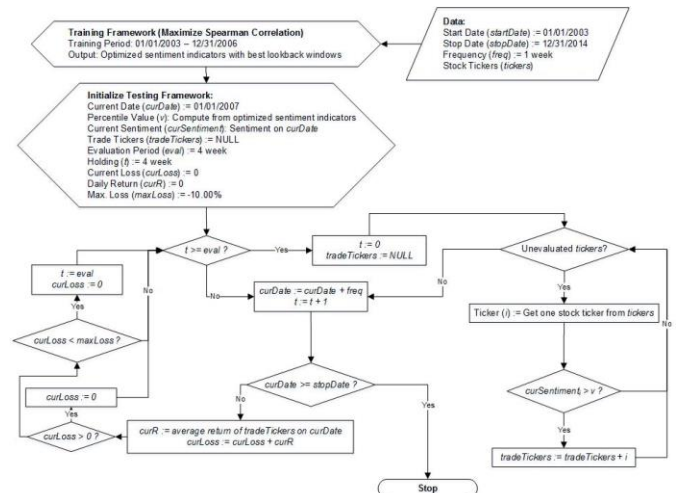 Training Framework (Maximize Spearman Correlation)
Training Period: 01/01/2003 – 12/31/2006
Output: Optimized sentiment indicators with best lookback windows
Data:
Start Date (startDate) := 01/01/2003
Stop Date (stopDate) := 12/31/2014
Frequency (freq) := 1 week
Stock Tickers (tickers)
Initialize Testing Framework:
Current Date (curDate) := 01/01/2007
Percentile Value (v): Compute from optimized sentiment indicators
Current Sentiment (curSentiment): Sentiment on curDate
Trade Tickers (tradeTickers) := NULL
Evaluation Period (eval) := 4 week
Holding (t) := 4 week
Current Loss (curLoss) := 0
Daily Return (curR) := 0
Max. Loss (maxLoss) := -10.00%
t >= eval ?
Yes
t := 0
tradeTickers := NULL
Unevaluated tickers?
t := eval
curLoss := 0
No
No
No
curDate := curDate + freq
t := t + 1
Yes
Ticker (i) := Get one stock ticker from tickers
No
Yes
curLoss < maxLoss ?
curDate >= stopDate ?
curSentimentᵢ > v ?
curLoss := 0
No
Yes
Yes
Yes
curLoss > 0 ?
curR := average return of tradeTickers on curDate
curLoss := curLoss + curR
tradeTickers := tradeTickers + i
Stop